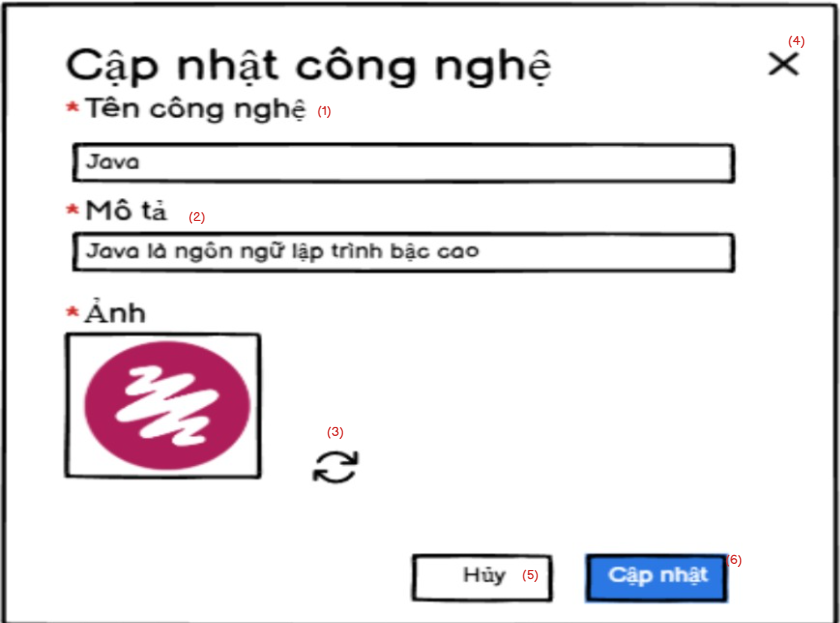 (4)
Cập nhật công nghệ
* Tên công nghệ (1)
Java
* Mô tả (2)
Java là ngôn ngữ lập trình bậc cao
* Ảnh
(3)
Hủy (5)
Cập nhật (6)